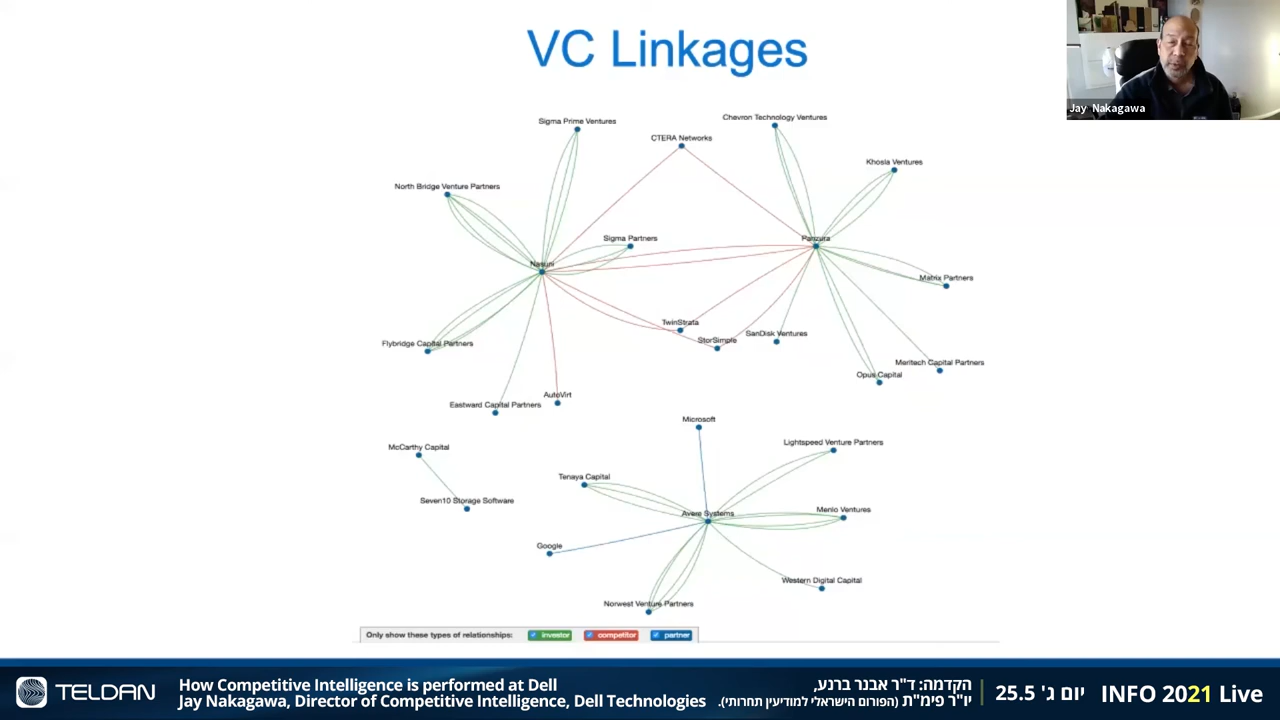 VC Linkages
Jay Nakagawa
Sigma Prime Ventures
Chevron Technology Ventures
CTERA Networks
Khosla Ventures
North Bridge Venture Partners
Sigma Partners
Panzura
Nasuni
Matrix Partners
TwinStrata
SanDisk Ventures
StorSimple
Flybridge Capital Partners
Meritech Capital Partners
Opus Capital
AutoVirt
Eastward Capital Partners
Microsoft
Lightspeed Venture Partners
McCarthy Capital
Tenaya Capital
Seven10 Storage Software
Menlo Ventures
Avere Systems
Google
Western Digital Capital
Norwest Venture Partners
Only show these types of relationships: investor competitor partner
TELDAN
How Competitive Intelligence is performed at Dell
Jay Nakagawa, Director of Competitive Intelligence, Dell Technologies
הקדמה: ד"ר אבנר ברנע,
יו"ר פימ"ת (הפורום הישראלי למודיעין תחרותי).
יום ג' 25.5
INFO 2021 Live